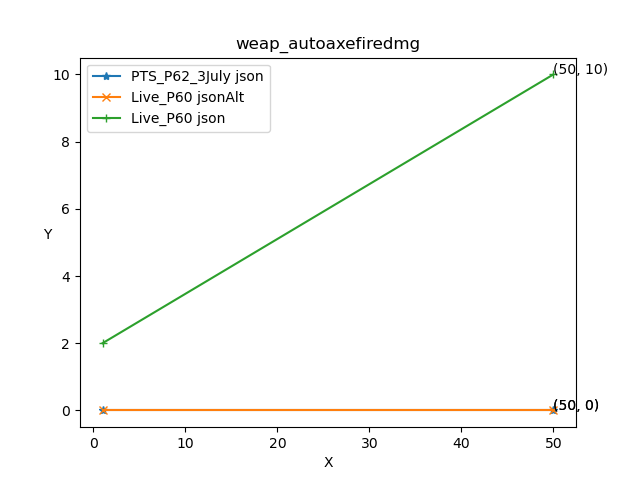 weap_autoaxefiredmg
PTS_P62_3July json
Live_P60 jsonAlt
Live_P60 json
(50, 10)
(50, 0)
10
8
6
4
2
0
Y
0 10 20 30 40 50
X